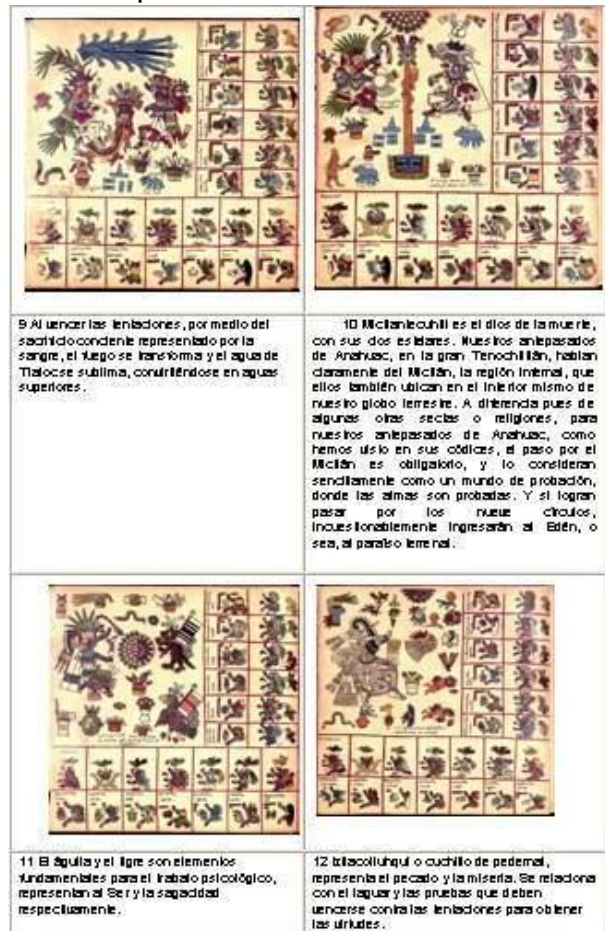 9 Al vencer las tentaciones, por medio del
sacrificio conciente representado por la
sangre, el fuego se transforma y el agua de
Tlaloc se sublima, convirtiéndose en aguas
superiores.
10 Mictlantecuhtli es el dios de la muerte,
con sus dos estelares. Nuestros antepasados
de Anahuac, en la gran Tenochtitlán, hablan
claramente del Mictlán, la región infernal, que
ellos también ubican en el interior mismo de
nuestro globo terrestre. A diferencia pues de
algunas otras sectas o religiones, para
nuestros antepasados de Anahuac, como
hemos visto en sus códices, el paso por el
Mictlán es obligatorio, y lo consideran
sencillamente como un mundo de probación,
donde las almas son probadas. Y si logran
pasar por los nueve círculos,
incuestionablemente ingresarán al Edén, o
sea, al paraíso terrenal.
11 El águila y el tigre son elementos
fundamentales para el trabajo psicológico,
representan al Ser y la sagacidad
respectivamente.
12 Iztlacoliuhqui o cuchillo de pedernal,
representa el pecado y la miseria. Se relaciona
con el jaguar y las pruebas que deben
vencerse contra las tentaciones para obtener
las virtudes.